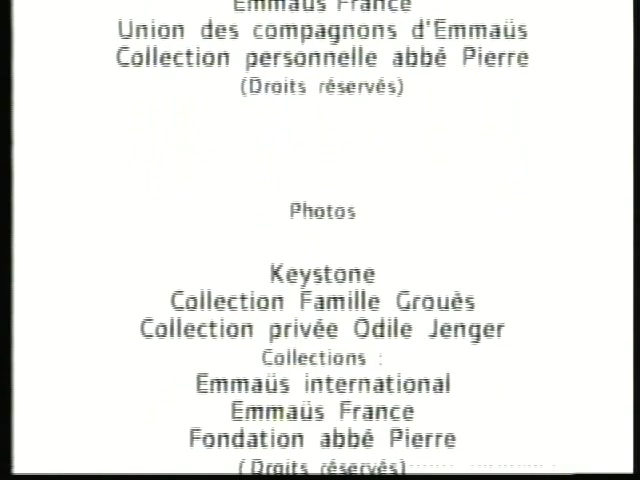 Emmaüs France
Union des compagnons d'Emmaüs
Collection personnelle abbé Pierre
(Droits réservés)
Photos
Keystone
Collection Famille Grouès
Collection privée Odile Jenger
Collections :
Emmaüs international
Emmaüs France
Fondation abbé Pierre
(Droits réservés)